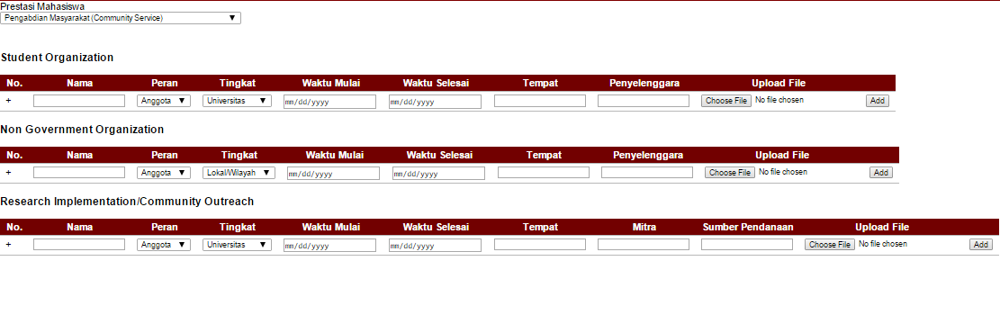 Prestasi Mahasiswa
Pengabdian Masyarakat (Community Service)
Student Organization
No. Nama Peran Tingkat Waktu Mulai Waktu Selesai Tempat Penyelenggara Upload File
+ Anggota Universitas mm/dd/yyyy mm/dd/yyyy Choose File No file chosen Add
Non Government Organization
No. Nama Peran Tingkat Waktu Mulai Waktu Selesai Tempat Penyelenggara Upload File
+ Anggota Lokal/Wilayah mm/dd/yyyy mm/dd/yyyy Choose File No file chosen Add
Research Implementation/Community Outreach
No. Nama Peran Tingkat Waktu Mulai Waktu Selesai Tempat Mitra Sumber Pendanaan Upload File
+ Anggota Universitas mm/dd/yyyy mm/dd/yyyy Choose File No file chosen Add